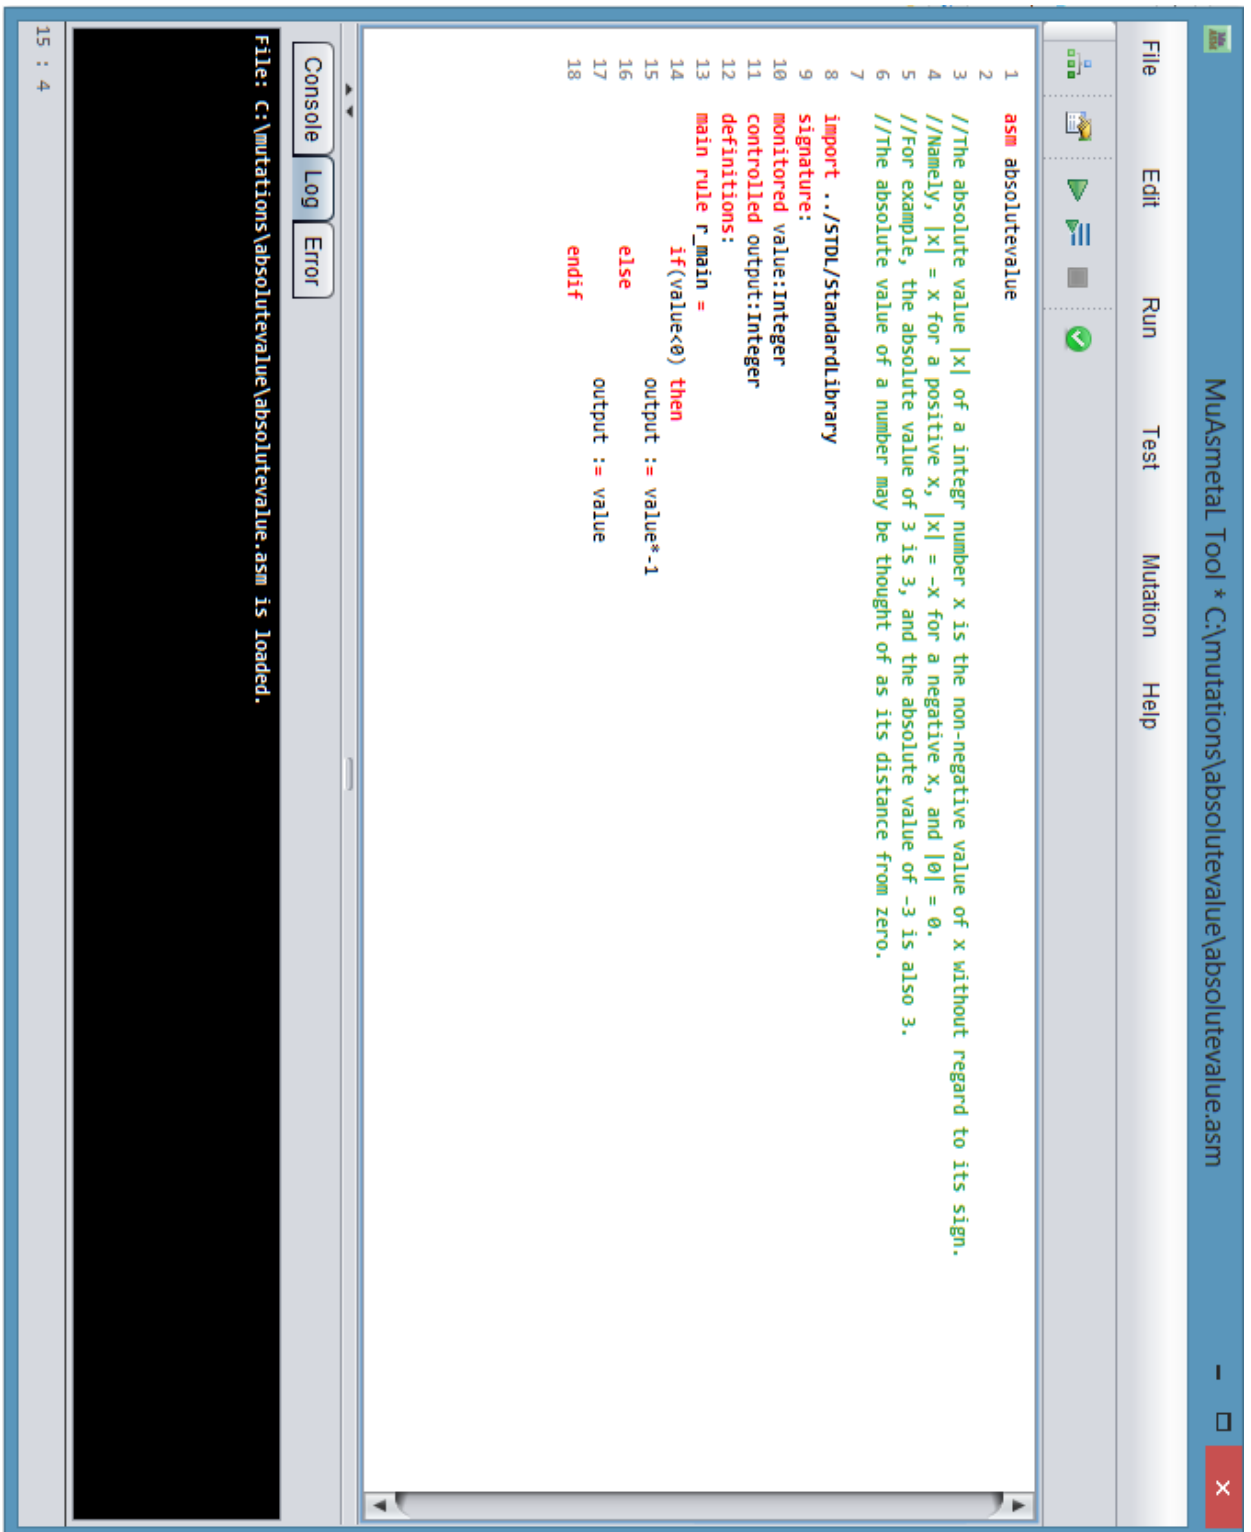 MuAsmetaL Tool * C:\mutations\absolutevalue\absolutevalue.asm
File Edit Run Test Mutation Help
1 asm absolutevalue
2
3 //The absolute value |x| of a integr number x is the non-negative value of x without regard to its sign.
4 //Namely, |x| = x for a positive x, |x| = -x for a negative x, and |0| = 0.
5 //For example, the absolute value of 3 is 3, and the absolute value of -3 is also 3.
6 //The absolute value of a number may be thought of as its distance from zero.
7
8 import ../STDL/StandardLibrary
9 signature:
10 monitored value:Integer
11 controlled output:Integer
12 definitions:
13 main rule r_main =
14 if(value<0) then
15 output := value*-1
16 else
17 output := value
18 endif
Console Log Error
File: C:\mutations\absolutevalue\absolutevalue.asm is loaded.
15 : 4